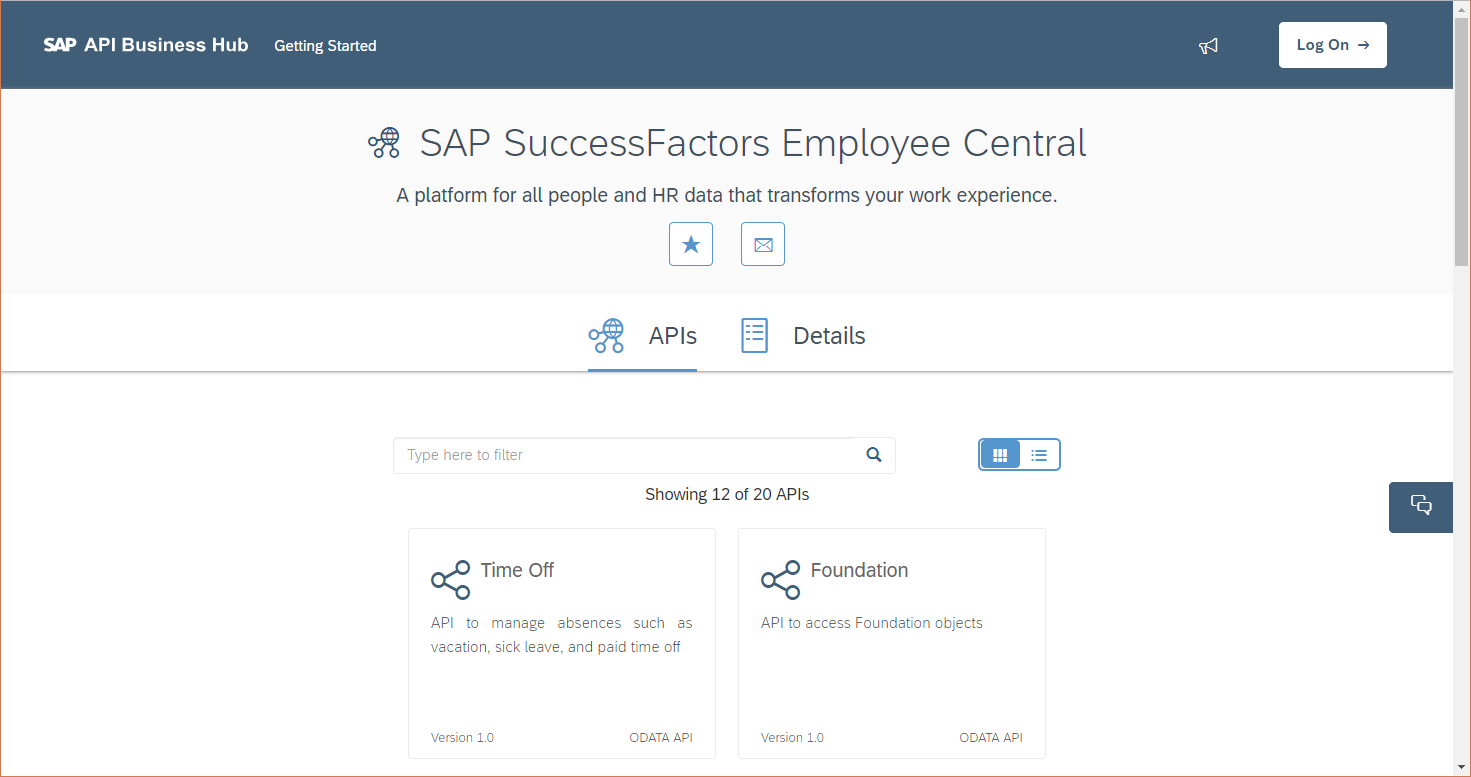 SAP API Business Hub Getting Started Log On →
SAP SuccessFactors Employee Central
A platform for all people and HR data that transforms your work experience.
APIs Details
Type here to filter
Showing 12 of 20 APIs
Time Off
API to manage absences such as
vacation, sick leave, and paid time off
Version 1.0 ODATA API
Foundation
API to access Foundation objects
Version 1.0 ODATA API